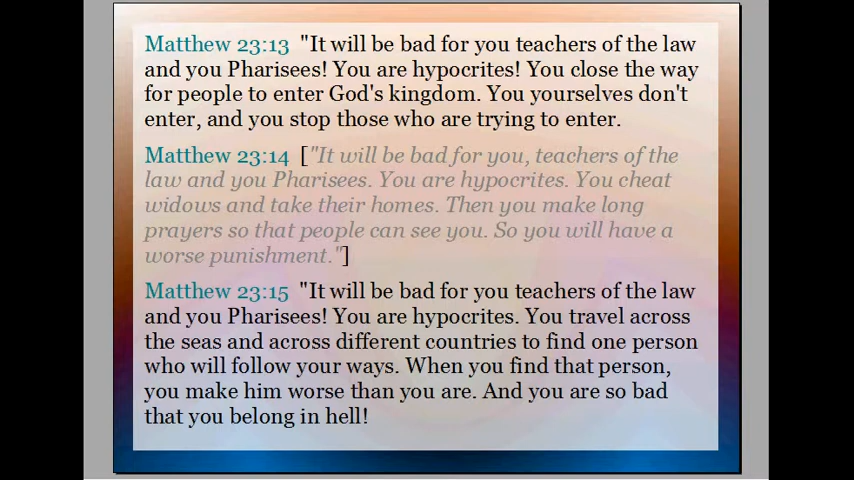 Matthew 23:13 "It will be bad for you teachers of the law
and you Pharisees! You are hypocrites! You close the way
for people to enter God's kingdom. You yourselves don't
enter, and you stop those who are trying to enter.
Matthew 23:14 ["It will be bad for you, teachers of the
law and you Pharisees. You are hypocrites. You cheat
widows and take their homes. Then you make long
prayers so that people can see you. So you will have a
worse punishment."]
Matthew 23:15 "It will be bad for you teachers of the law
and you Pharisees! You are hypocrites. You travel across
the seas and across different countries to find one person
who will follow your ways. When you find that person,
you make him worse than you are. And you are so bad
that you belong in hell!